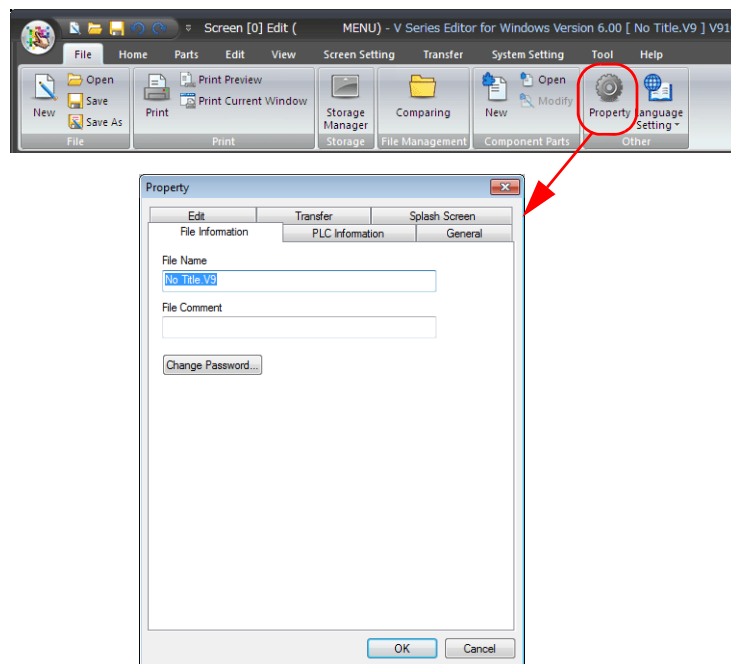 Screen [0] Edit ( MENU) - V Series Editor for Windows Version 6.00 [ No Title.V9 ] V910
File Home Parts Edit View Screen Setting Transfer System Setting Tool Help
New
Open
Save
Save As
File
Print
Print Preview
Print Current Window
Print
Storage
Manager
Storage
Comparing
File Management
New
Open
Modify
Component Parts
Property
Language
Setting
Other
Property
Edit Transfer Splash Screen
File Information PLC Information General
File Name
No Title.V9
File Comment
Change Password...
OK Cancel